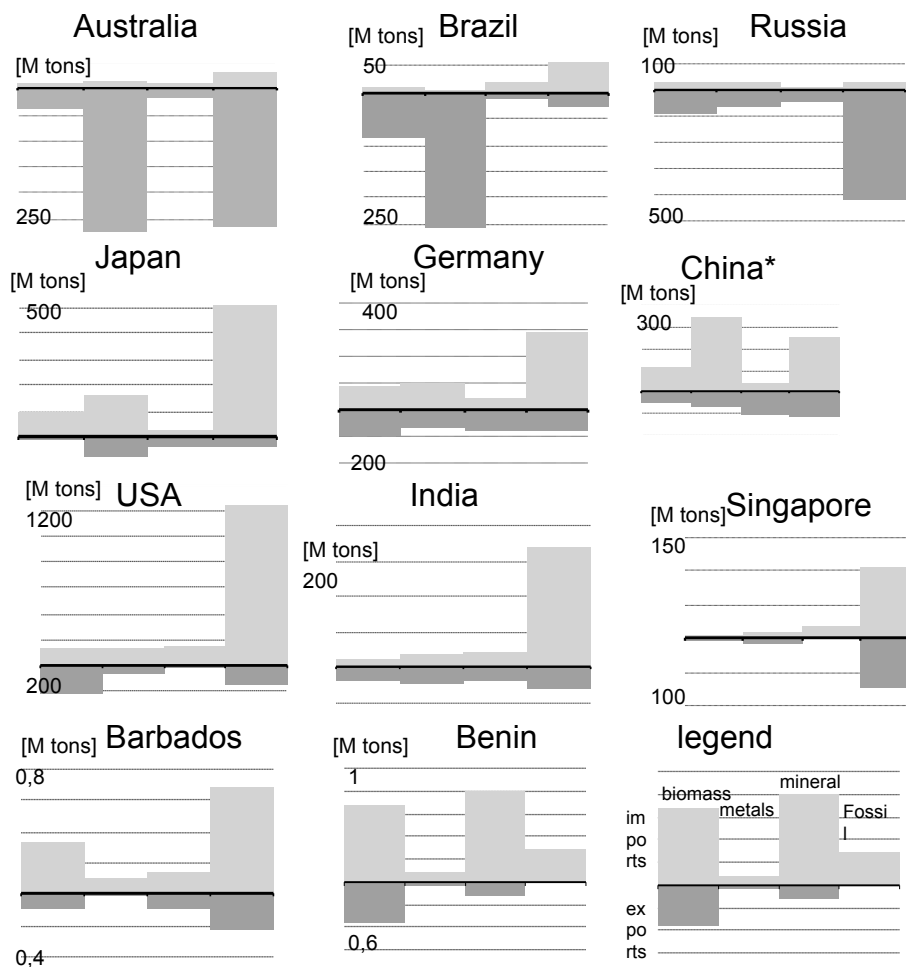 Australia
[M tons]
250
Brazil
[M tons]
50
250
Russia
100
500
Japan
[M tons]
500
Germany
[M tons]
400
200
China*
[M tons]
300
USA
[M tons]
1200
200
India
[M tons]
200
Singapore
[M tons]
150
100
Barbados
[M tons]
0,8
0,4
Benin
[M tons]
1
0,6
legend
biomass
metals
mineral
Fossi
l
im
po
rts
ex
po
rts